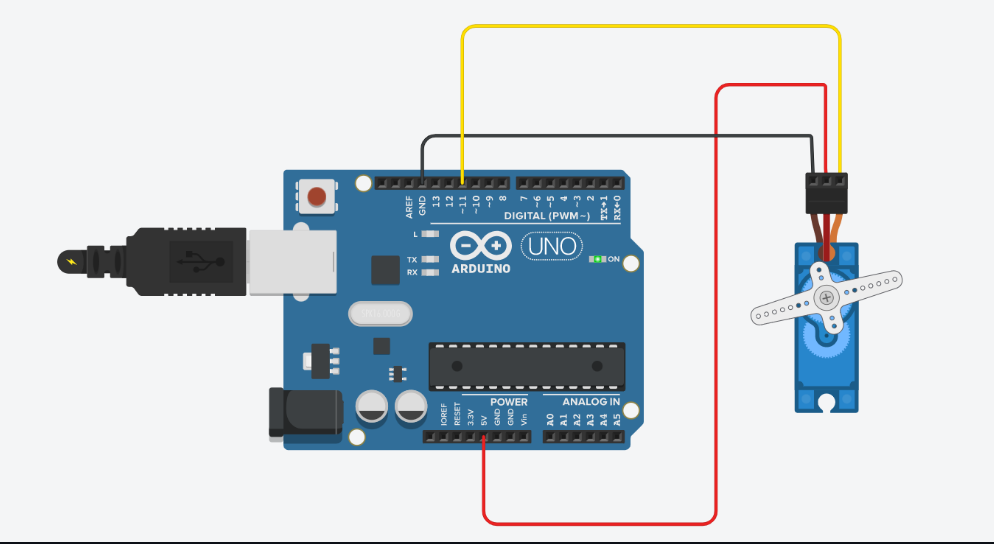 AREF
GND
13
12
~11
~10
~9
8
7
~6
~5
4
~3
2
TX→1
RX←0
DIGITAL (PWM~)
L
TX
RX
ARDUINO
UNO
ON
POWER
ANALOG IN
IOREF
RESET
3.3V
5V
GND
GND
Vin
A0
A1
A2
A3
A4
A5